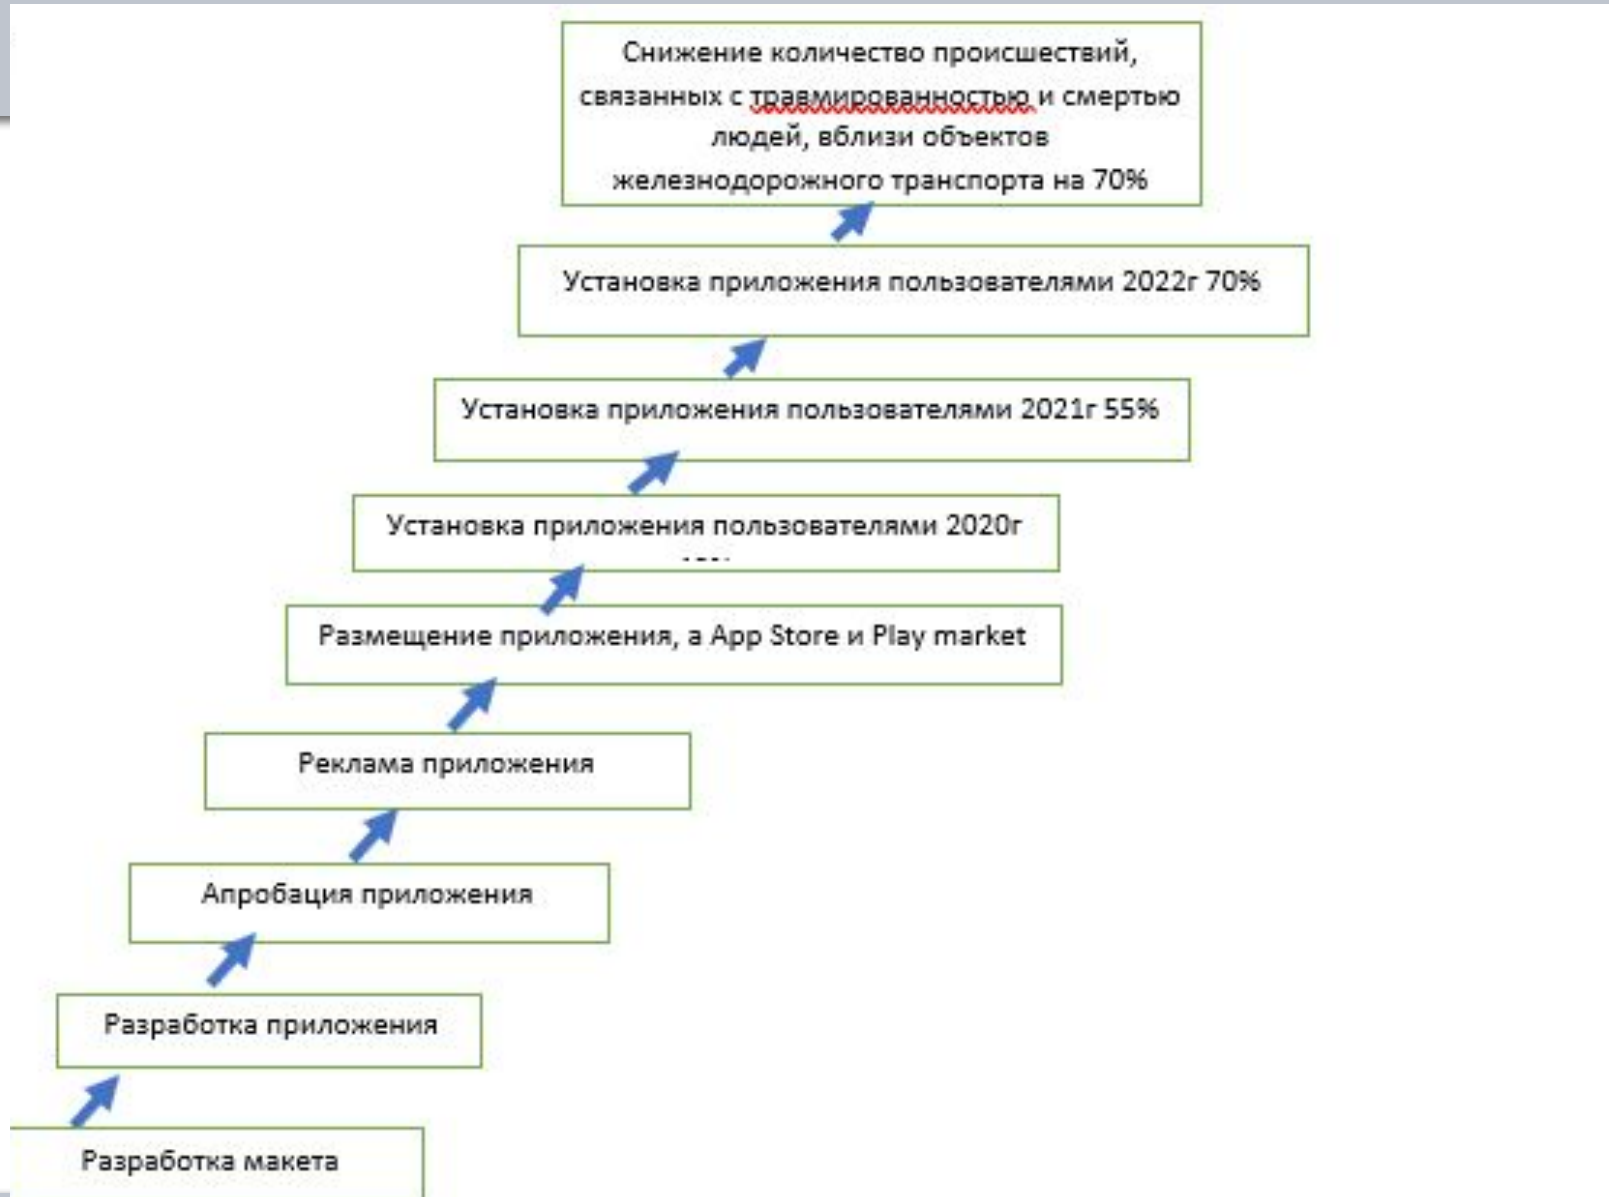 Снижение количество происшествий,
связанных с травмированностью и смертью
людей, вблизи объектов
железнодорожного транспорта на 70%
Установка приложения пользователями 2022г 70%
Установка приложения пользователями 2021г 55%
Установка приложения пользователями 2020г
Размещение приложения, а App Store и Play market
Реклама приложения
Апробация приложения
Разработка приложения
Разработка макета